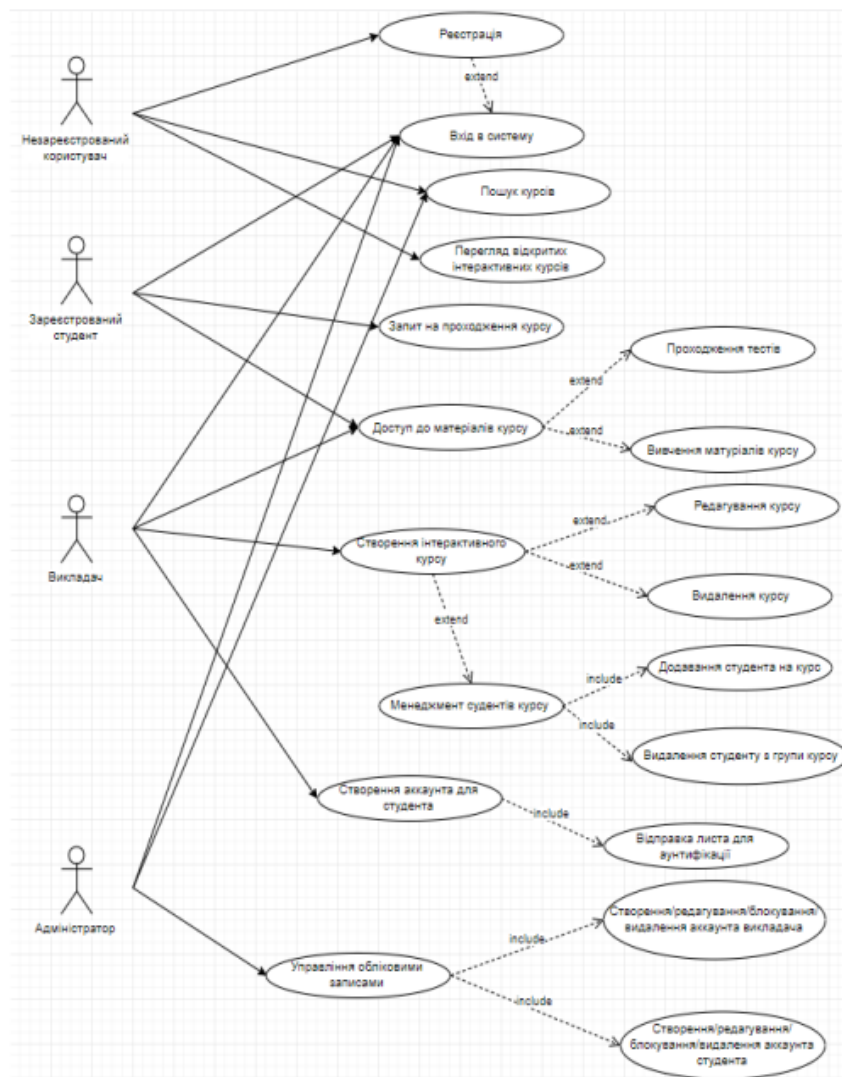 Реєстрація
extend
Незареєстрований
користувач
Вхід в систему
Пошук курсів
Перегляд відкритих
інтерактивних курсів
Зареєстрований
студент
Запит на проходження курсу
Проходження тестів
extend
Доступ до матеріалів курсу
extend
Вивчення матуріалів курсу
Редагування курсу
extend
Викладач
Створення інтерактивного
курсу
extend
Видалення курсу
extend
Додавання студента на курс
include
Менеджмент судентів курсу
include
Видалення студенту з групи курсу
Створення аккаунта для
студента
include
Відправка листа для
аунтифікації
Адміністратор
Створення/редагування/блокування/
видалення аккаунта викладача
include
Управління обліковими
записами
include
Створення/редагування/
блокування/видалення аккаунта
студента